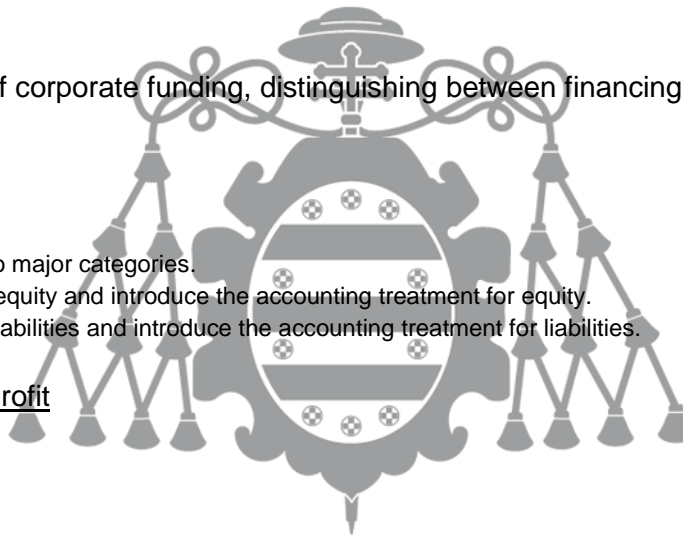 f corporate funding, distinguishing between financing
o major categories.
equity and introduce the accounting treatment for equity.
abilities and introduce the accounting treatment for liabilities.
rofit